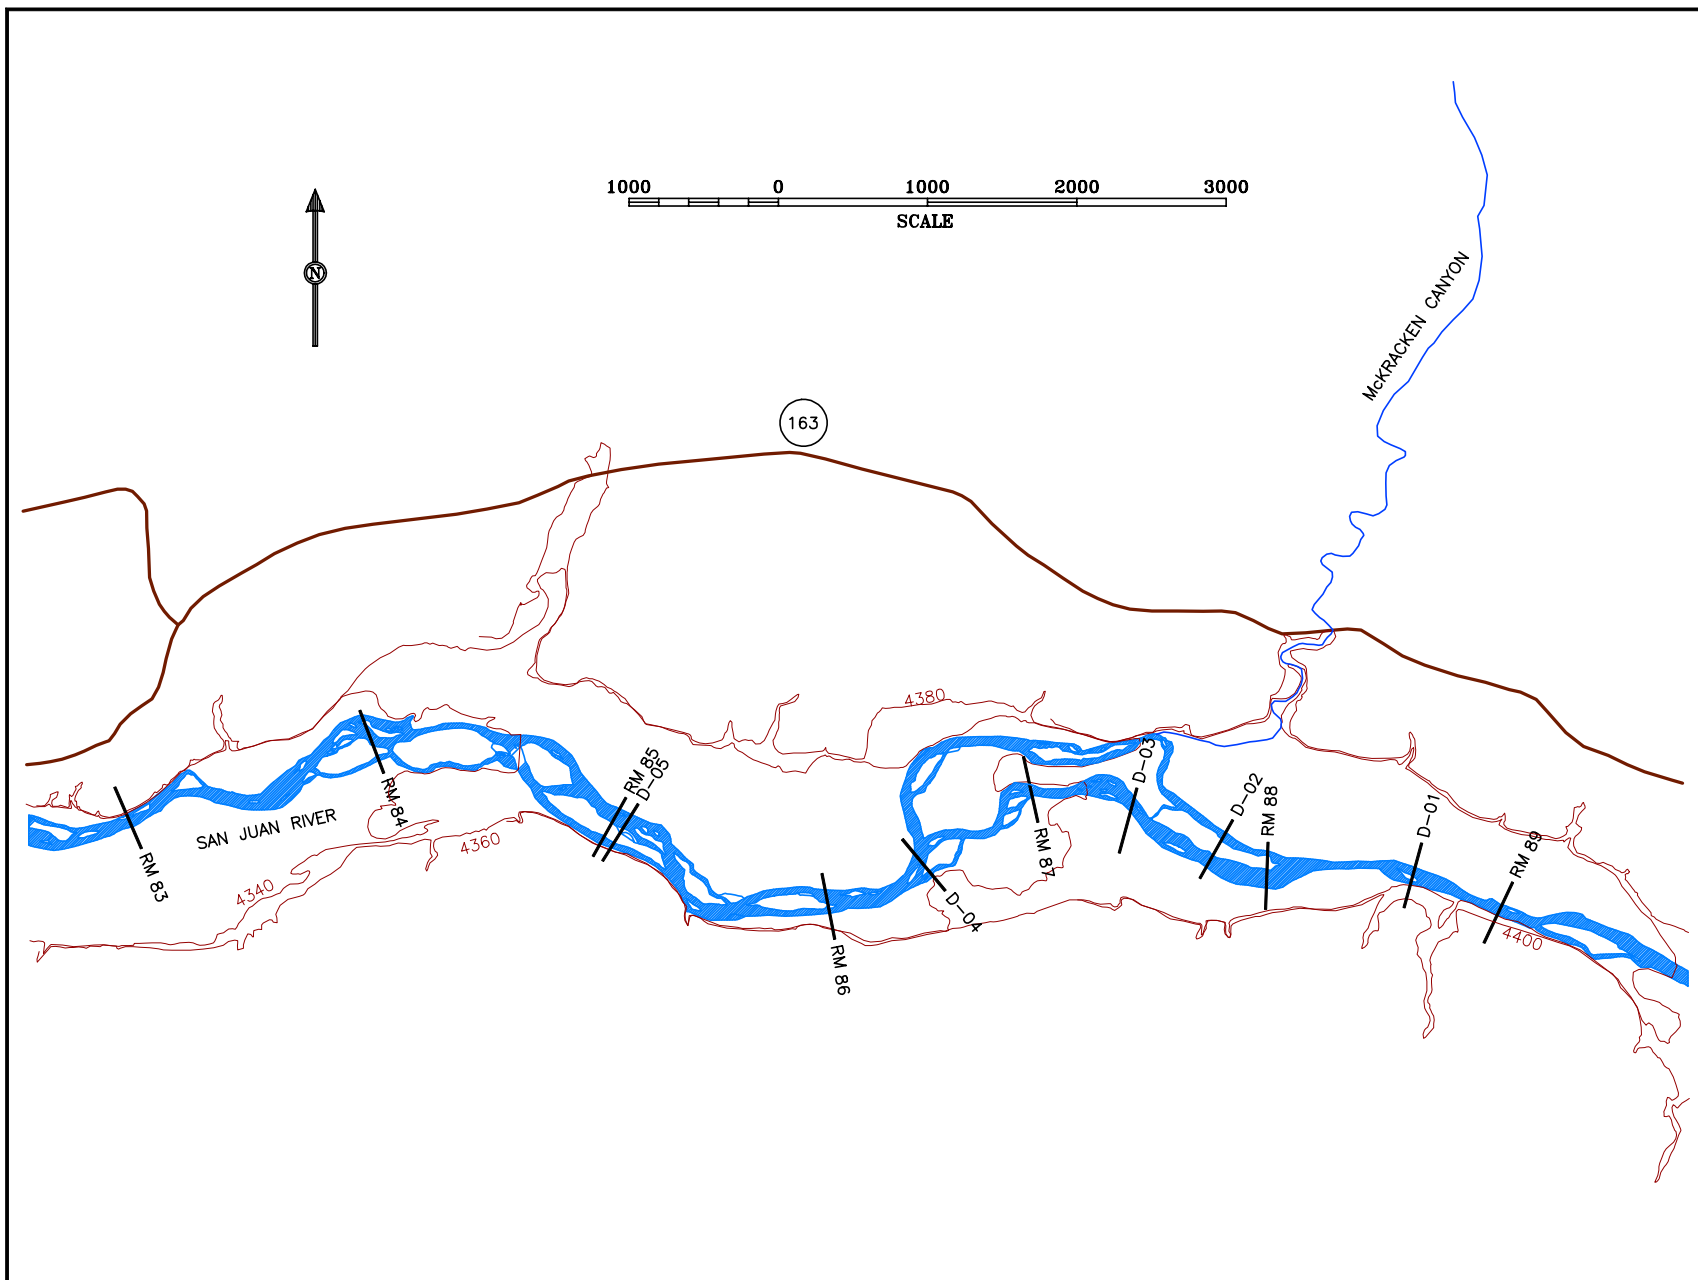 1000 0 1000 2000 3000
SCALE
N
McKRACKEN CANYON
163
4380
D-03
RM 85
D-05
D-02
RM 88
D-01
RM 89
RM 84
SAN JUAN RIVER
4360
RM 87
RM 83
4340
D-04
4400
RM 86